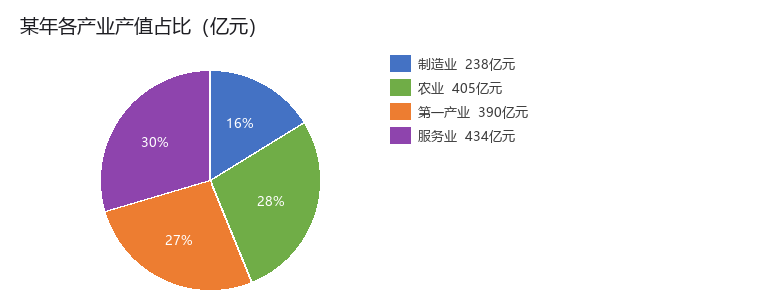 某年各产业产值占比（亿元）
制造业 238亿元
农业 405亿元
第一产业 390亿元
服务业 434亿元
16%
30%
28%
27%